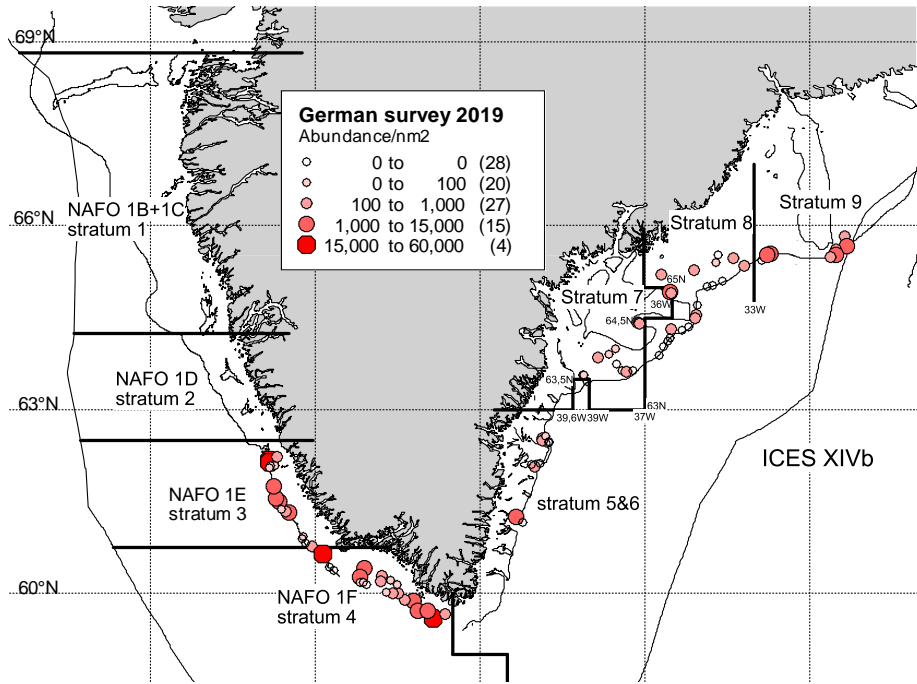 69°N
German survey 2019
Abundance/nm2
0 to 0 (28)
0 to 100 (20)
100 to 1,000 (27)
1,000 to 15,000 (15)
15,000 to 60,000 (4)
NAFO 1B+1C
stratum 1
66°N
Stratum 9
Stratum 8
65N
Stratum 7
36W
33W
64,5N
NAFO 1D
stratum 2
63,5N
63°N
63N
39,6W
39W
37W
ICES XIVb
NAFO 1E
stratum 3
stratum 5&6
60°N
NAFO 1F
stratum 4